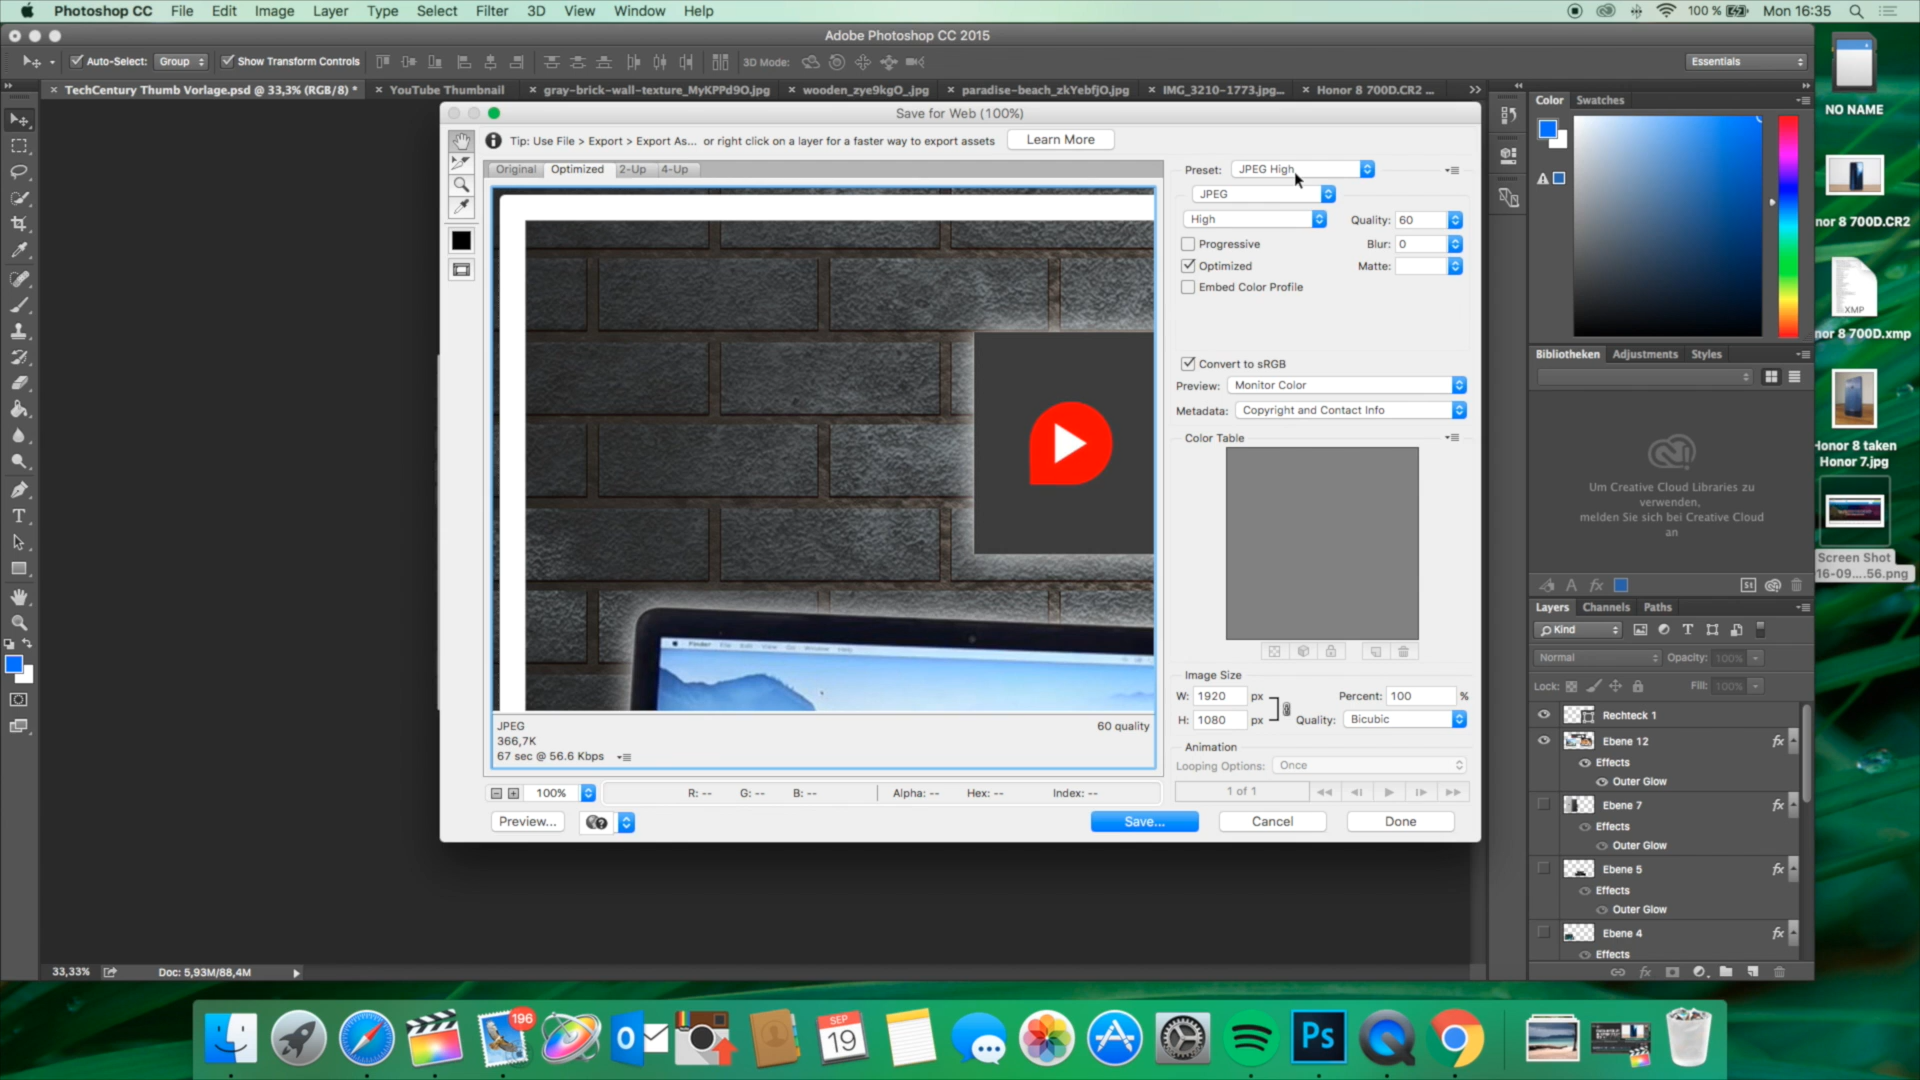 Photoshop CC File Edit Image Layer Type Select Filter 3D View Window Help 100 % Mon 16:35
Adobe Photoshop CC 2015
Auto-Select: Group Show Transform Controls 3D Mode: Essentials
TechCentury Thumb Vorlage.psd @ 33,3% (RGB/8) * YouTube Thumbnail gray-brick-wall-texture_MyKPPd9O.jpg wooden_zye9kgO_.jpg paradise-beach_zkYebfjO.jpg IMG_3210-1773.jpg... Honor 8 700D.CR2 ...
Save for Web (100%)
Tip: Use File > Export > Export As... or right click on a layer for a faster way to export assets Learn More
Original Optimized 2-Up 4-Up
Preset: JPEG High
JPEG
High Quality: 60
Progressive Blur: 0
Optimized Matte:
Embed Color Profile
Convert to sRGB
Preview: Monitor Color
Metadata: Copyright and Contact Info
Color Table
Image Size
W: 1920 px Percent: 100 %
H: 1080 px Quality: Bicubic
Animation
Looping Options: Once
1 of 1
JPEG 60 quality
366,7K
67 sec @ 56.6 Kbps
100% R: -- G: -- B: -- Alpha: -- Hex: -- Index: --
Preview... Save... Cancel Done
Color Swatches
Bibliotheken Adjustments Styles
Um Creative Cloud Libraries zu
verwenden,
melden Sie sich bei Creative Cloud
an
Layers Channels Paths
Kind
Normal Opacity: 100%
Lock: Fill: 100%
Rechteck 1
Ebene 12 fx
Effects
Outer Glow
Ebene 7 fx
Effects
Outer Glow
Ebene 5 fx
Effects
Outer Glow
Ebene 4 fx
Effects
33,33% Doc: 5,93M/88,4M
NO NAME
nor 8 700D.CR2
XMP
nor 8 700D.xmp
Honor 8 taken
Honor 7.jpg
Screen Shot
16-09....56.png
196
SEP
19
Ps